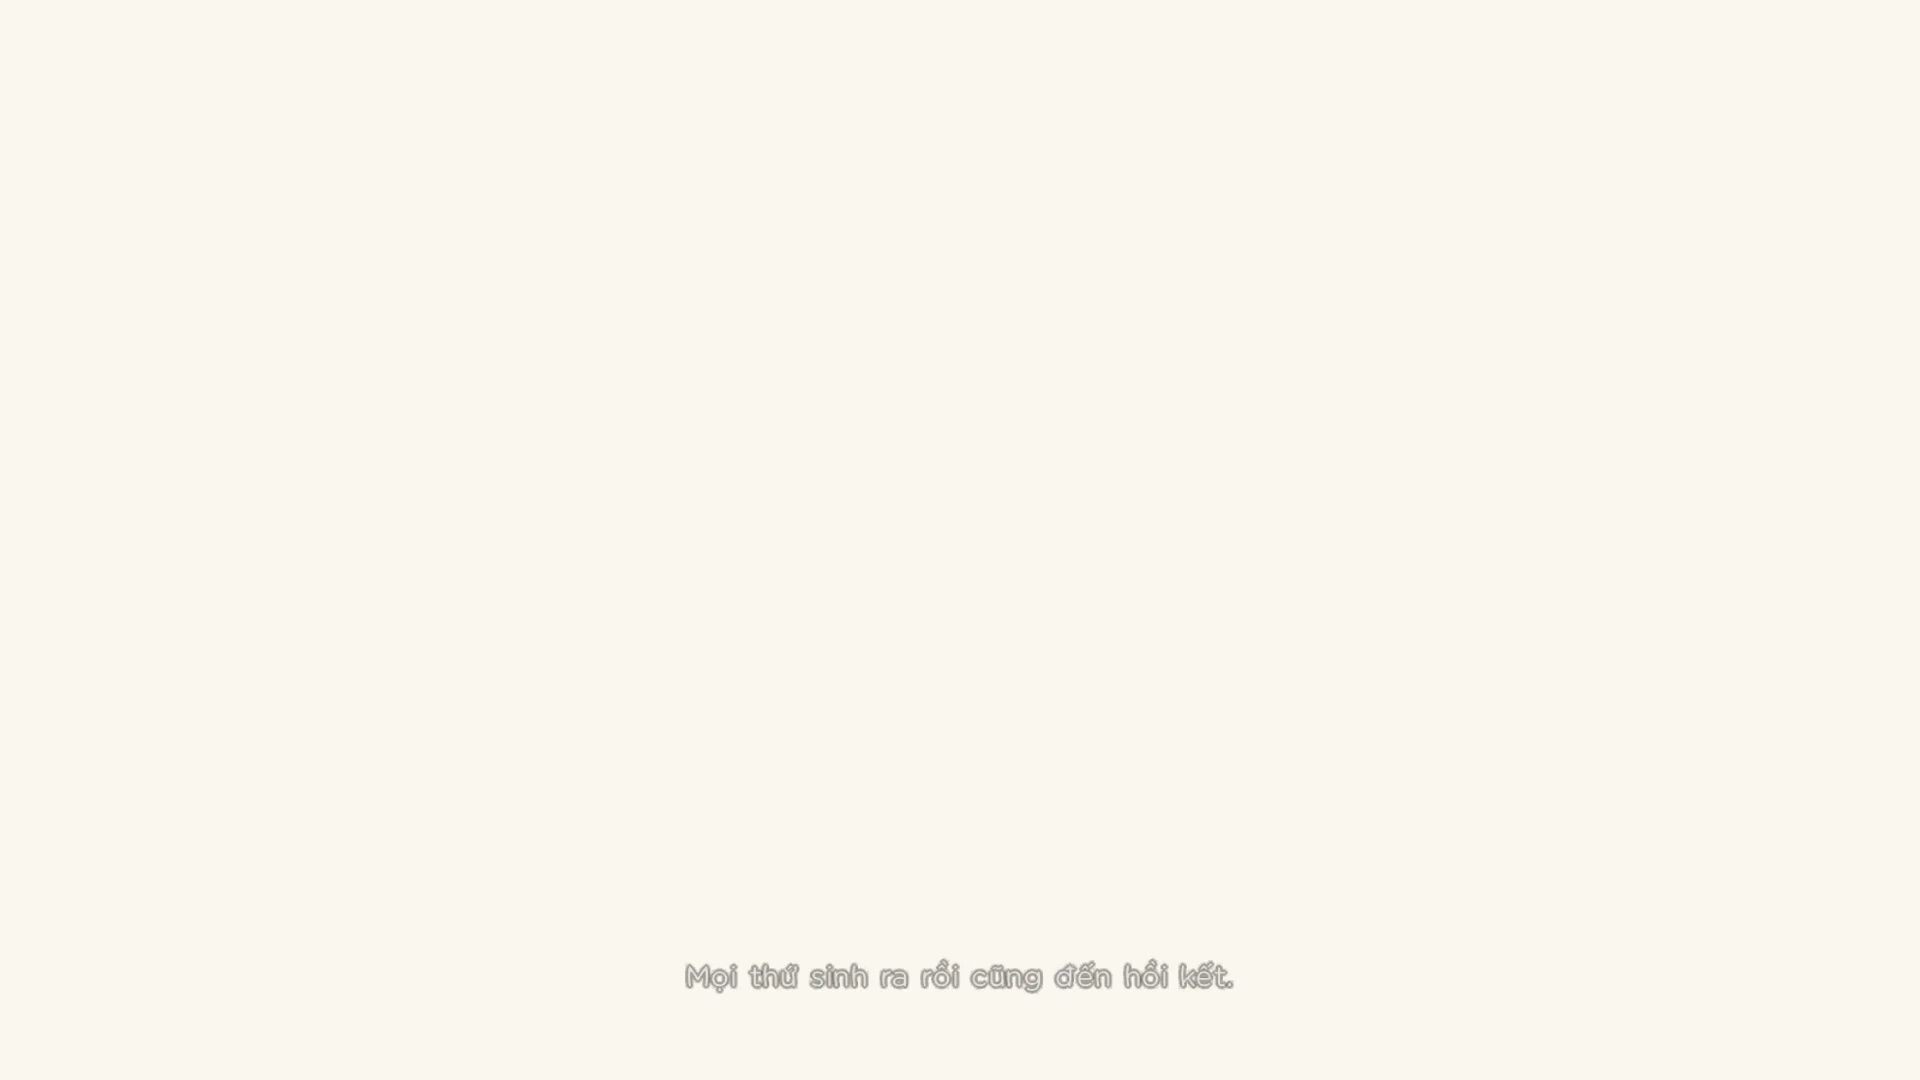 Mọi thứ sinh ra rồi cũng đến hồi kết.